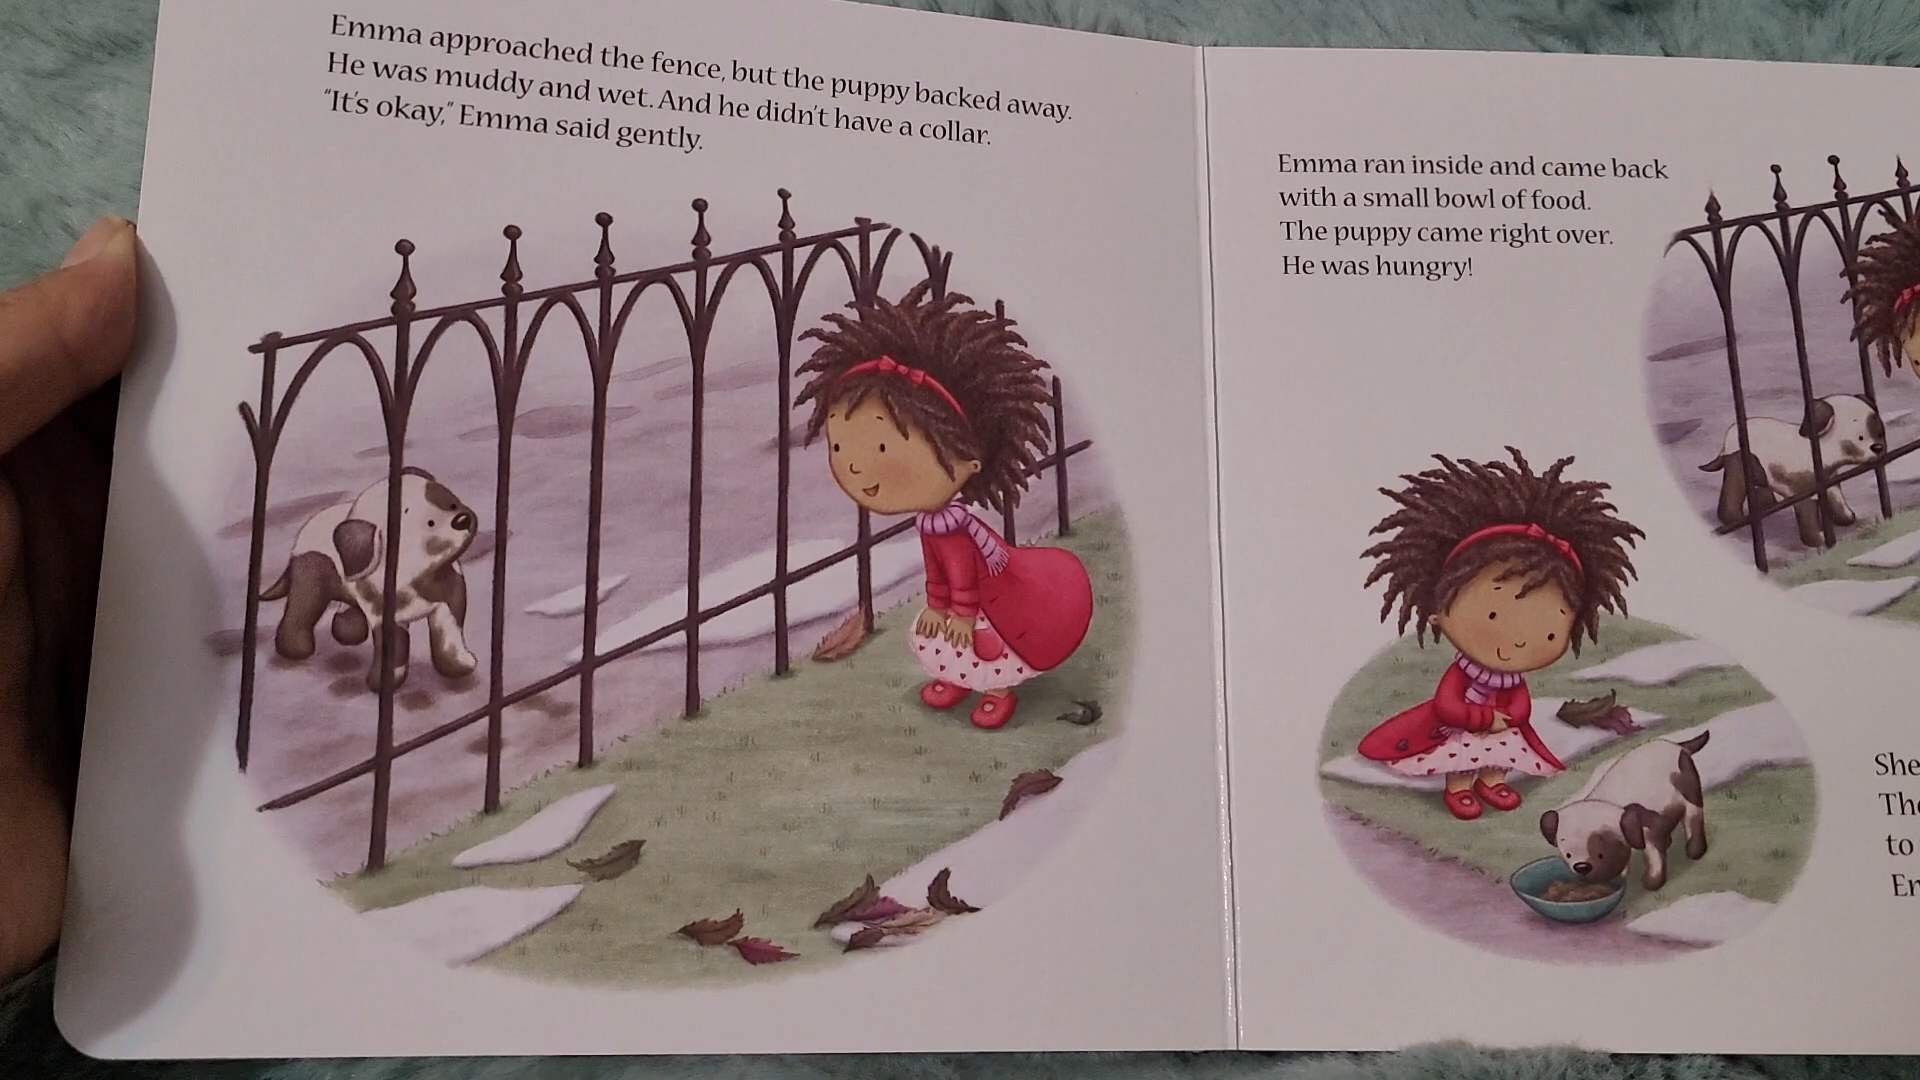 Emma approached the fence, but the puppy backed away.
He was muddy and wet. And he didn't have a collar.
"It's okay," Emma said gently.
Emma ran inside and came back
with a small bowl of food.
The puppy came right over.
He was hungry!
She
to